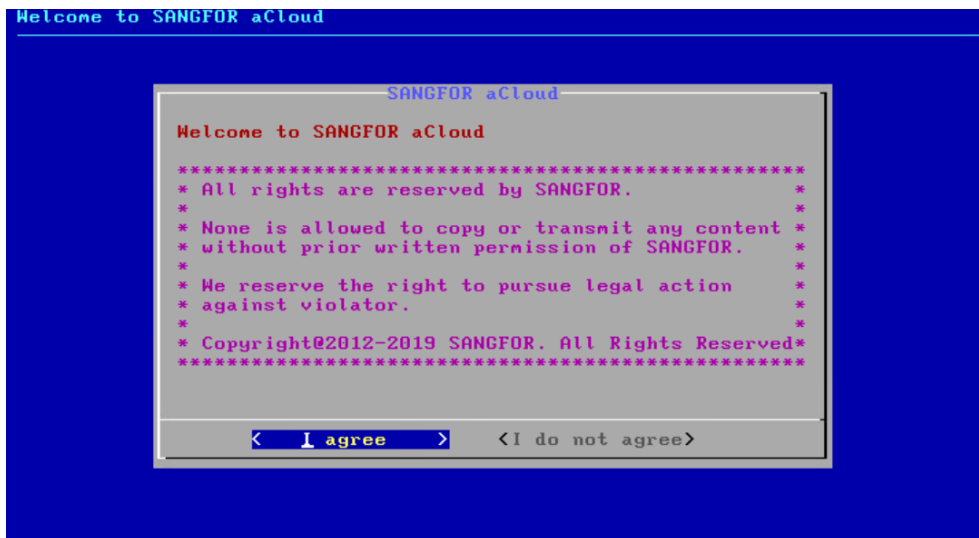 Welcome to SANGFOR aCloud
SANGFOR aCloud
Welcome to SANGFOR aCloud
***************************************************
* All rights are reserved by SANGFOR. *
* *
* None is allowed to copy or transmit any content *
* without prior written permission of SANGFOR. *
* *
* We reserve the right to pursue legal action *
* against violator. *
* *
* Copyright@2012-2019 SANGFOR. All Rights Reserved*
***************************************************
< I agree > <I do not agree>